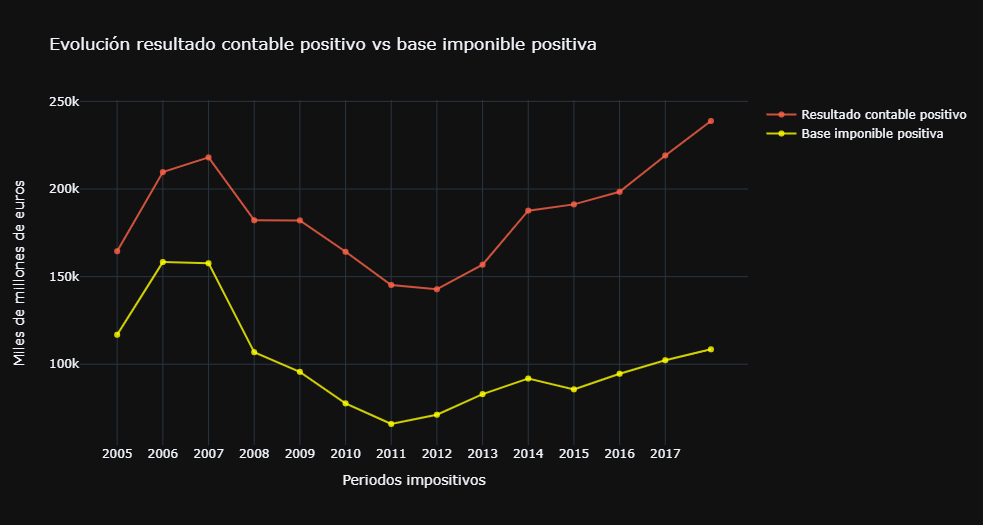 Evolución resultado contable positivo vs base imponible positiva
250k
200k
150k
100k
Miles de millones de euros
2005 2006 2007 2008 2009 2010 2011 2012 2013 2014 2015 2016 2017
Periodos impositivos
Resultado contable positivo
Base imponible positiva